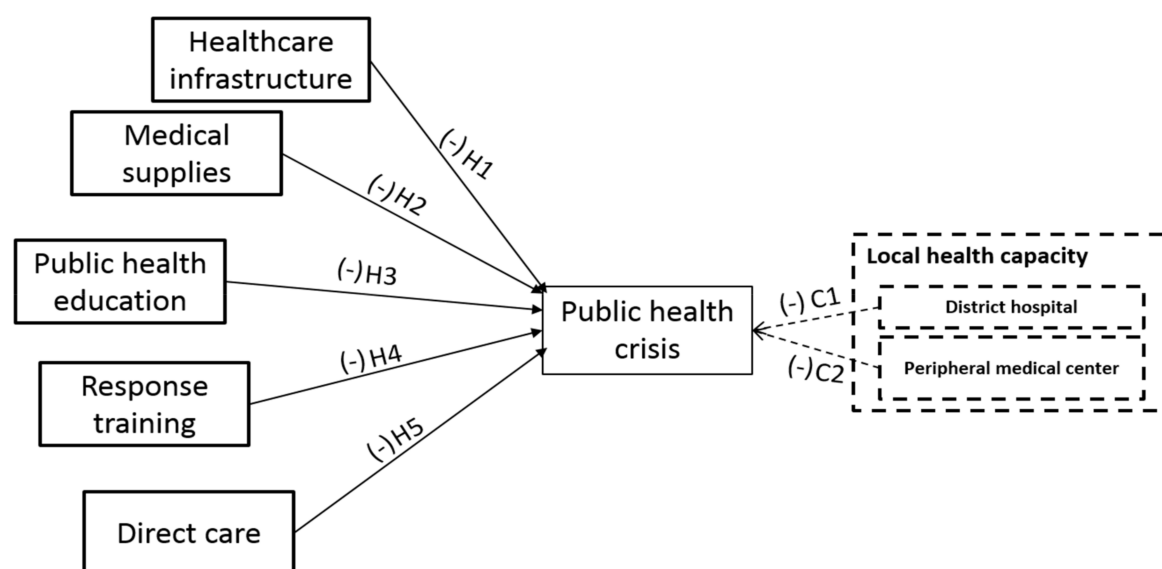 Healthcare
infrastructure
Medical
supplies
Public health
education
Response
training
Direct care
(-)H1
(-)H2
(-)H3
(-)H4
(-)H5
Public health
crisis
(-) C1
(-)C2
Local health capacity
District hospital
Peripheral medical center